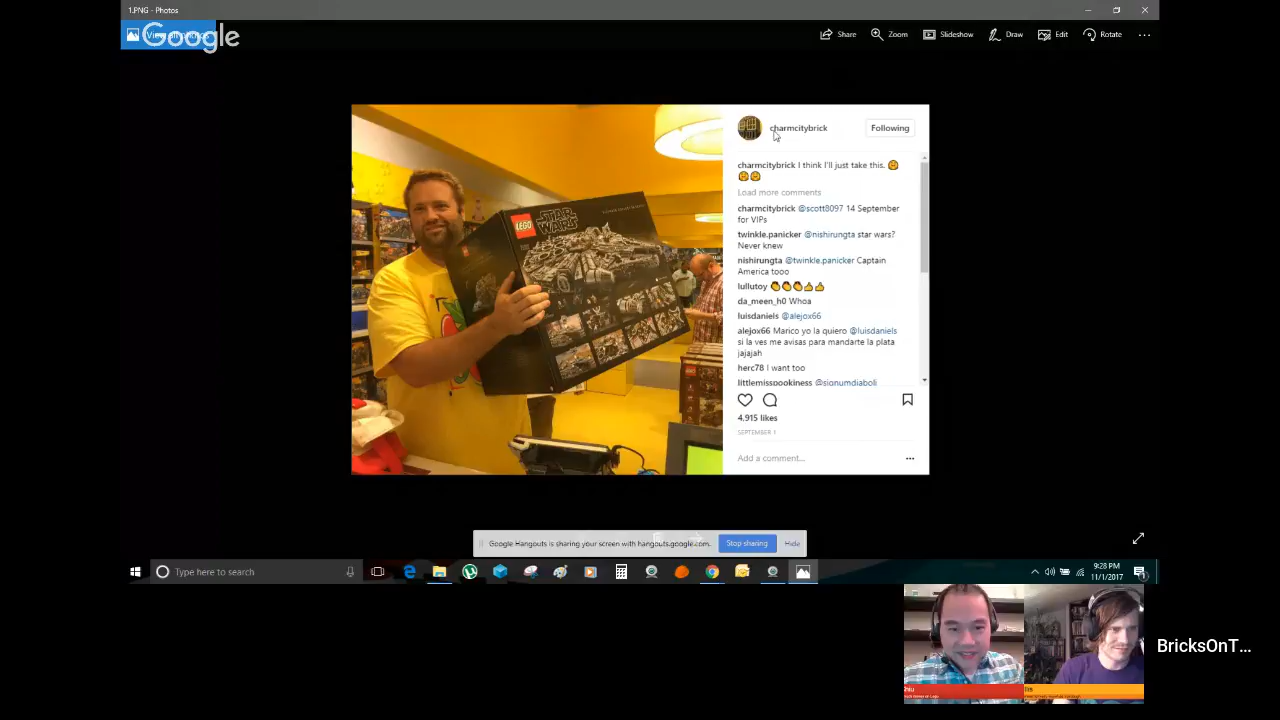 1.PNG - Photos
Google
Share
Zoom
Slideshow
Draw
Edit
Rotate
charmcitybrick
Following
charmcitybrick I think I'll just take this.
Load more comments
charmcitybrick @scott8097 14 September
for VIPs
twinkle.panicker @nishirungta star wars?
Never knew
nishirungta @twinkle.panicker Captain
America tooo
lullutoy
da_meen_h0 Whoa
luisdaniels @alejox66
alejox66 Marico yo la quiero @luisdaniels
si la ves me avisas para mandarte la plata
jajajah
herc78 I want too
littlemisspookiness @signumdiaboli
4,915 likes
SEPTEMBER 1
Add a comment...
LEGO
STAR
WARS
Google Hangouts is sharing your screen with hangouts.google.com.
Stop sharing
Hide
Type here to search
9:28 PM
11/1/2017
BricksOnT...